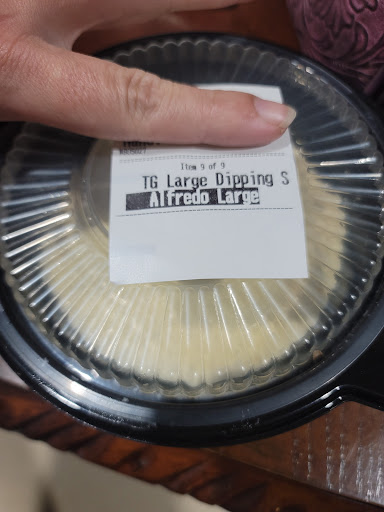 Item 9 of 9
TG Large Dipping S
Alfredo Large